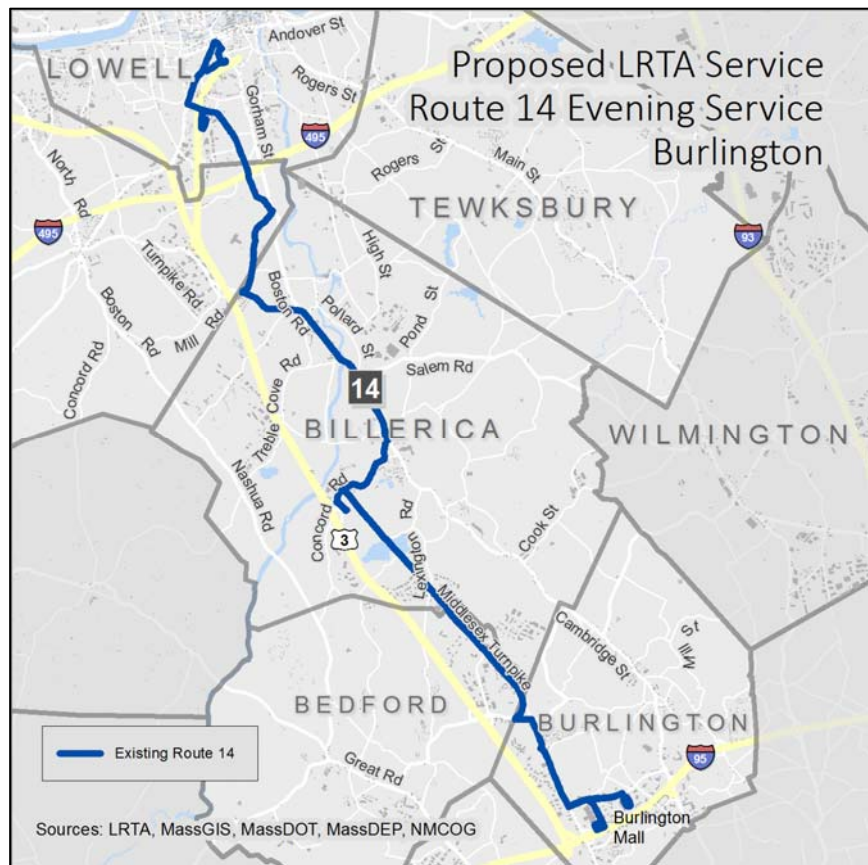 Proposed LRTA Service
Route 14 Evening Service
Burlington
LOWELL
Andover St
Rogers St
Gorham St
495
North Rd
495
Rogers St
Main St
TEWKSBURY
93
Turnpike Rd
High St
Boston Rd
Mill Rd
Boston Rd
Pollard St
Pond St
Concord Rd
Treble Cove Rd
Salem Rd
14
BILLERICA
WILMINGTON
Nashua Rd
Concord Rd
3
Lexington Rd
Cook St
Middlesex Turnpike
Cambridge St
Mill St
BEDFORD
BURLINGTON
Existing Route 14
Great Rd
95
Burlington
Mall
Sources: LRTA, MassGIS, MassDOT, MassDEP, NMCOG